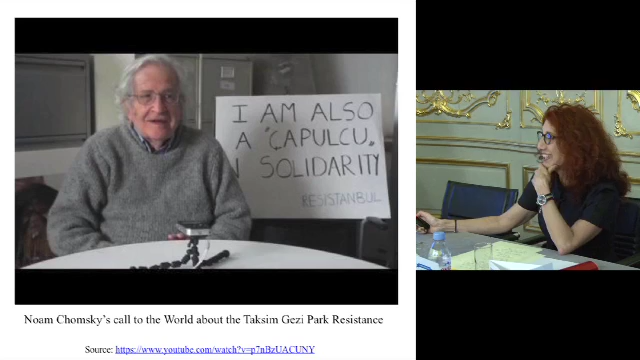 I AM ALSO
A 'ÇAPULCU'
IN SOLIDARITY
RESISTANBUL
Noam Chomsky's call to the World about the Taksim Gezi Park Resistance
Source: https://www.youtube.com/watch?v=p7nBzUACUNY